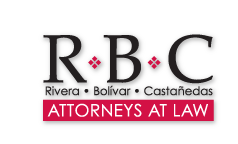 R B C
Rivera • Bolívar • Castañedas
ATTORNEYS AT LAW